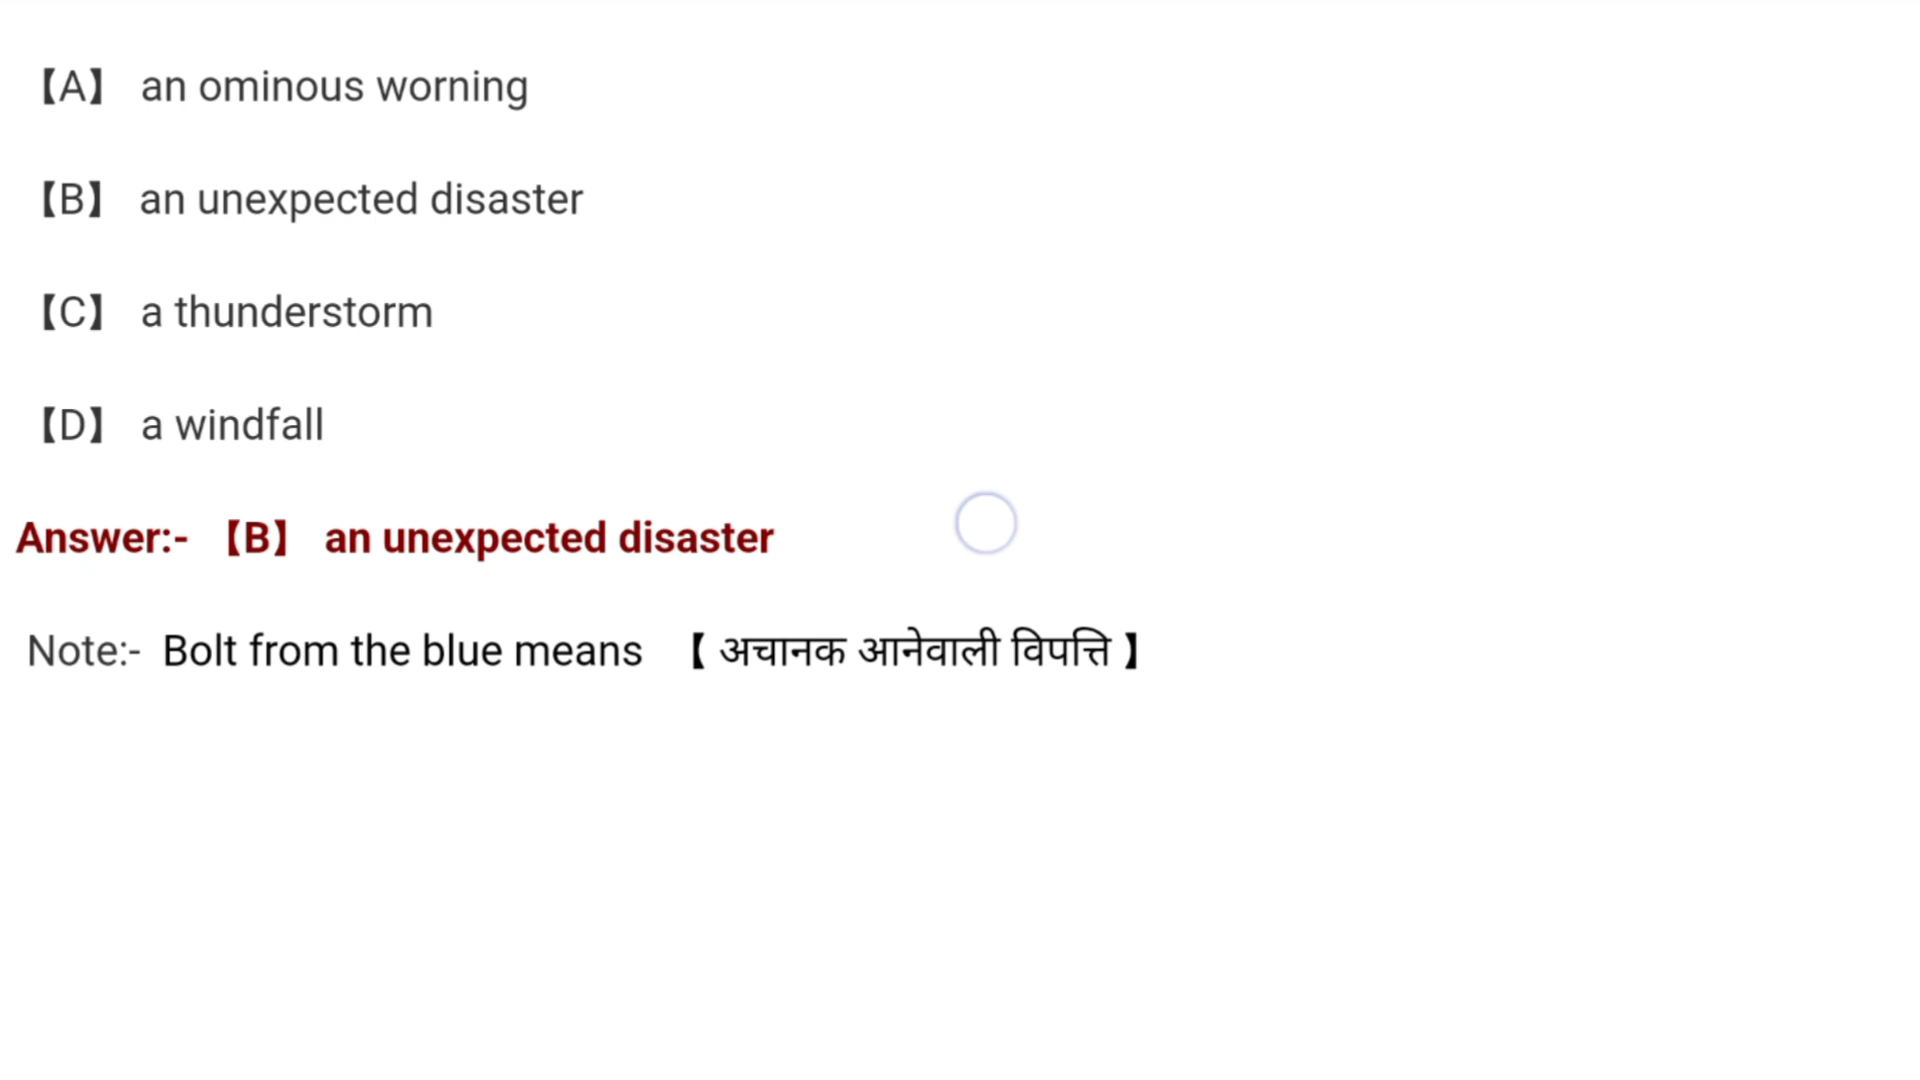 【A】 an ominous worning
【B】 an unexpected disaster
【C】 a thunderstorm
【D】 a windfall
Answer:- 【B】 an unexpected disaster
Note:- Bolt from the blue means 【 अचानक आनेवाली विपत्ति 】